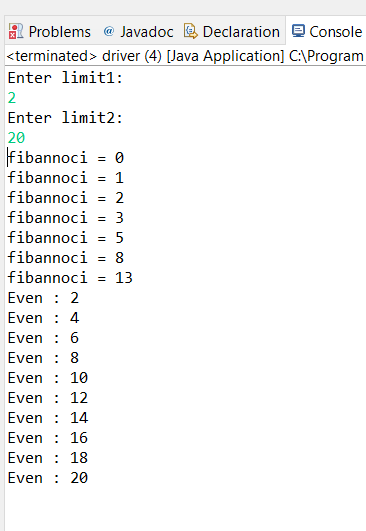 Problems @ Javadoc Declaration Console
<terminated> driver (4) [Java Application] C:\Program
Enter limit1:
2
Enter limit2:
20
fibannoci = 0
fibannoci = 1
fibannoci = 2
fibannoci = 3
fibannoci = 5
fibannoci = 8
fibannoci = 13
Even : 2
Even : 4
Even : 6
Even : 8
Even : 10
Even : 12
Even : 14
Even : 16
Even : 18
Even : 20